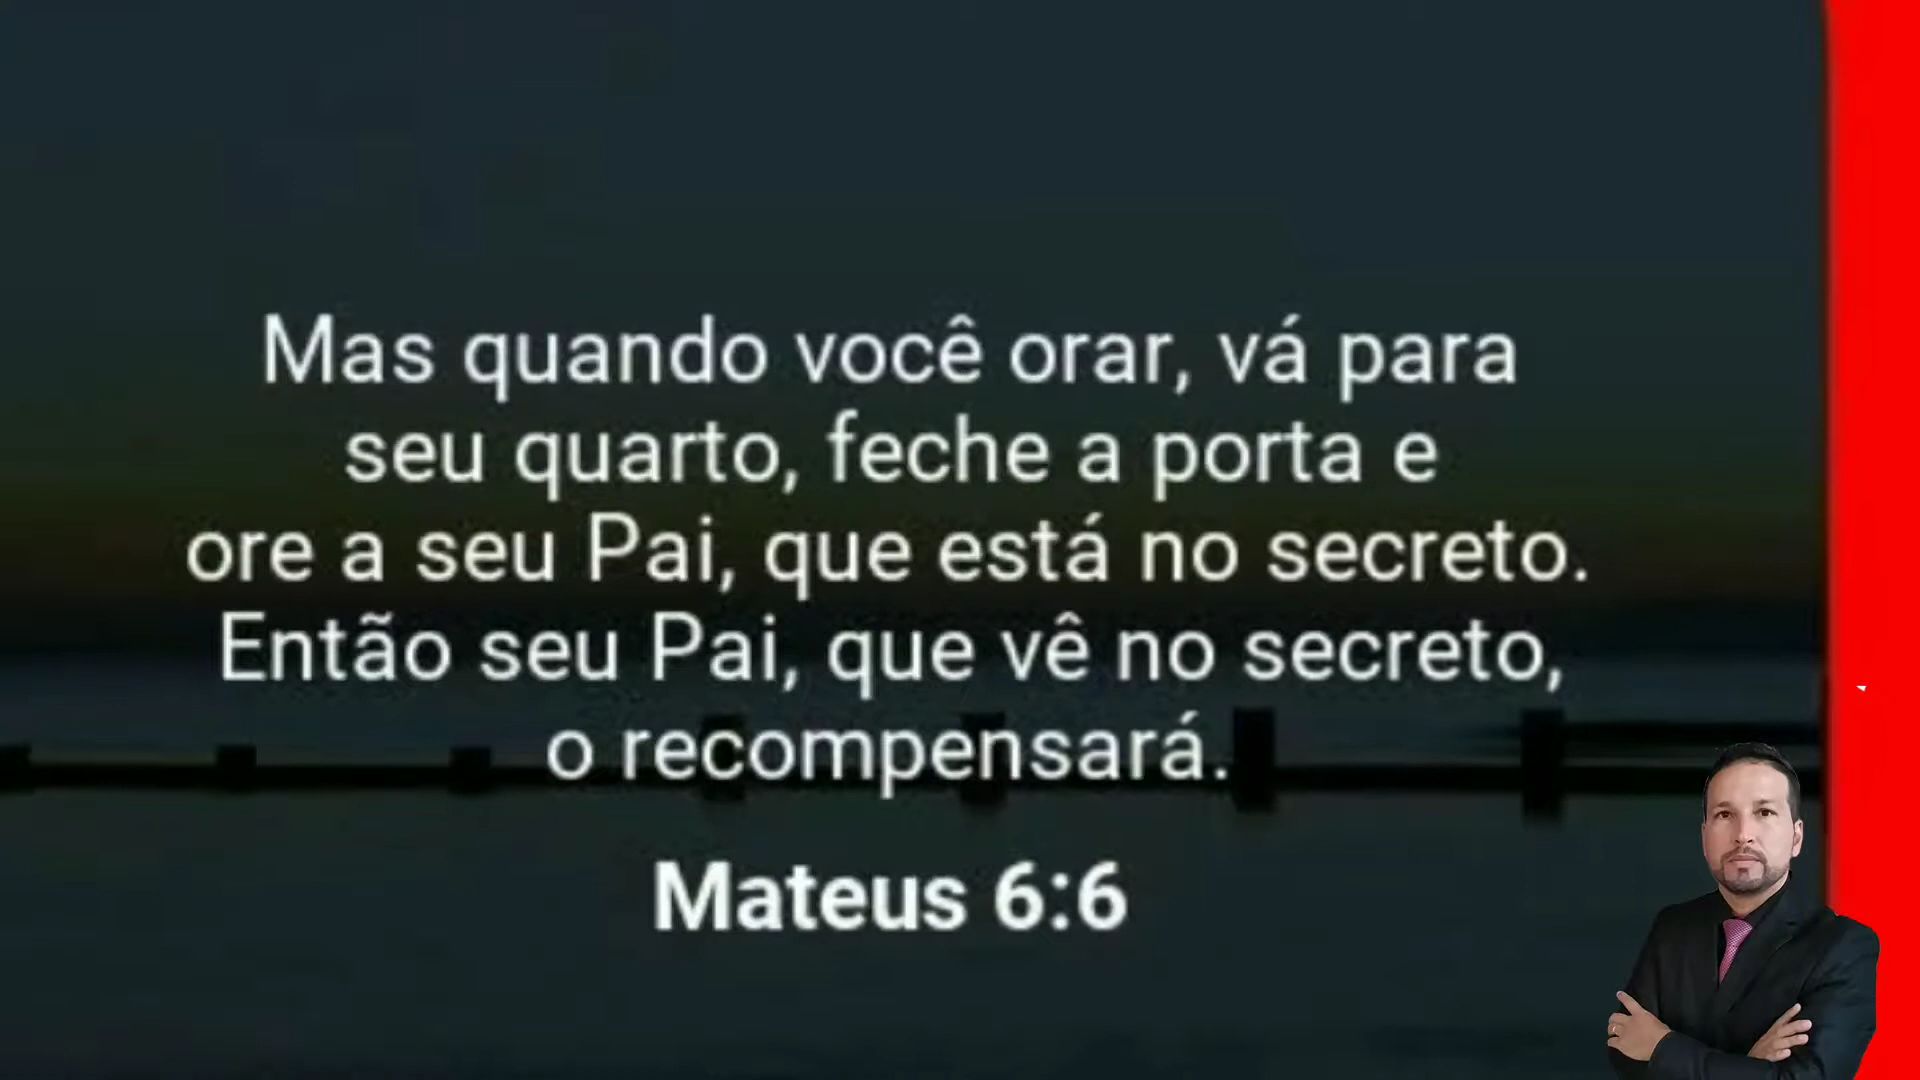 Mas quando você orar, vá para
seu quarto, feche a porta e
ore a seu Pai, que está no secreto.
Então seu Pai, que vê no secreto,
o recompensará.
Mateus 6:6